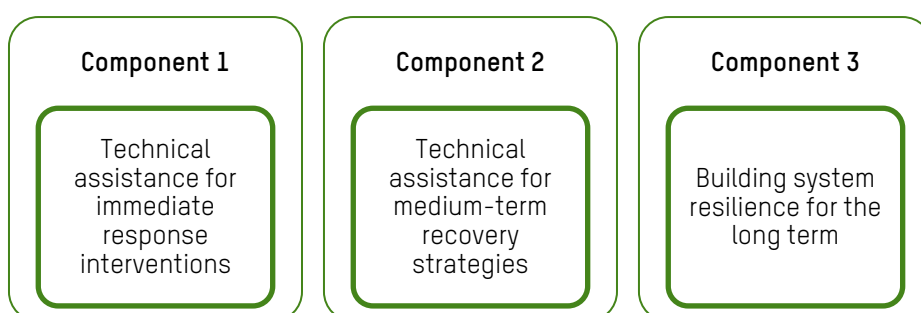 Component 1
Technical
assistance for
immediate
response
interventions
Component 2
Technical
assistance for
medium-term
recovery
strategies
Component 3
Building system
resilience for the
long term